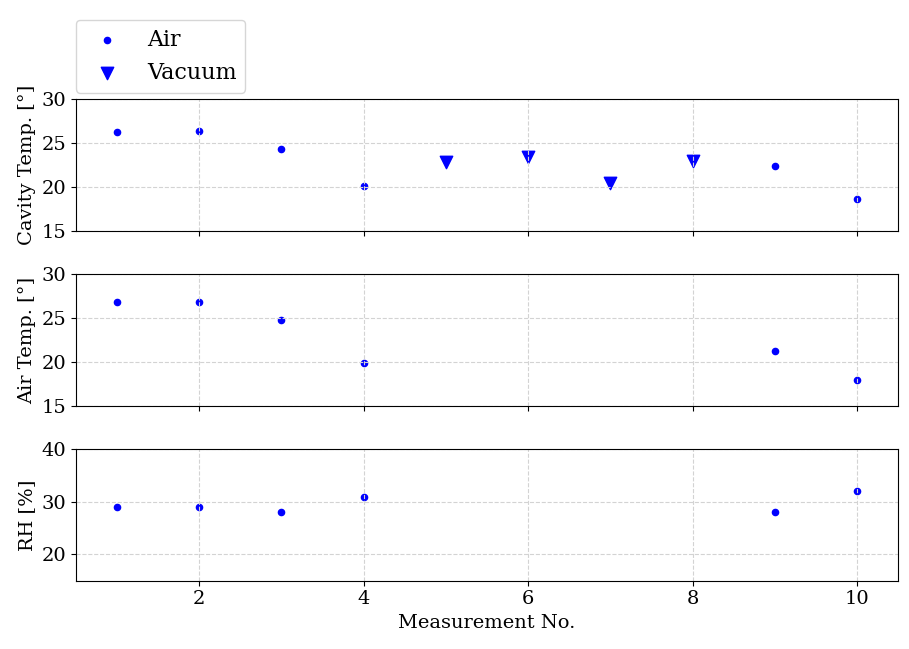 Air
Vacuum
Cavity Temp. [°]
30
25
20
15
Air Temp. [°]
30
25
20
15
RH [%]
40
30
20
2 4 6 8 10
Measurement No.